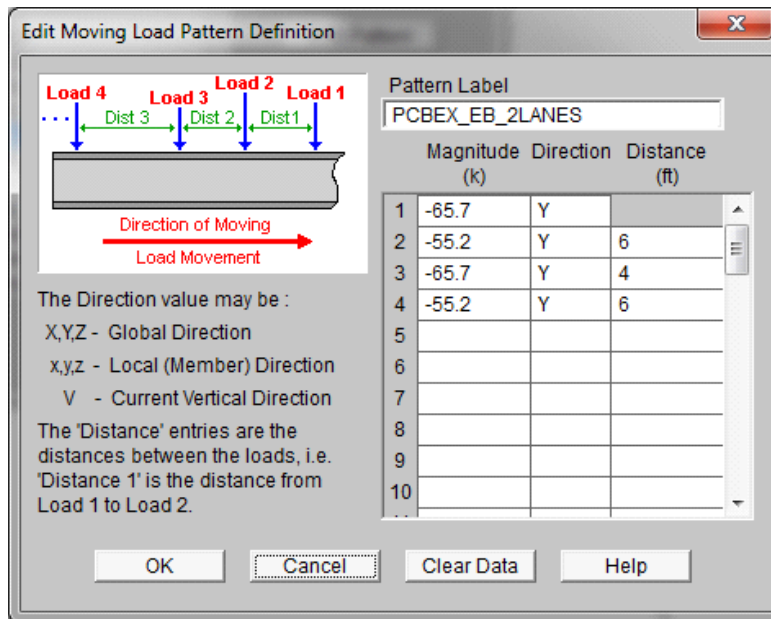 Edit Moving Load Pattern Definition
Load 4
Load 3
Load 2
Load 1
Dist 3
Dist 2
Dist1
Direction of Moving
Load Movement
The Direction value may be :
X,Y,Z - Global Direction
x,y,z - Local (Member) Direction
V - Current Vertical Direction
The 'Distance' entries are the
distances between the loads, i.e.
'Distance 1' is the distance from
Load 1 to Load 2.
Pattern Label
PCBEX_EB_2LANES
Magnitude Direction Distance
(k) (ft)
1 -65.7 Y
2 -55.2 Y 6
3 -65.7 Y 4
4 -55.2 Y 6
5
6
7
8
9
10
OK Cancel Clear Data Help